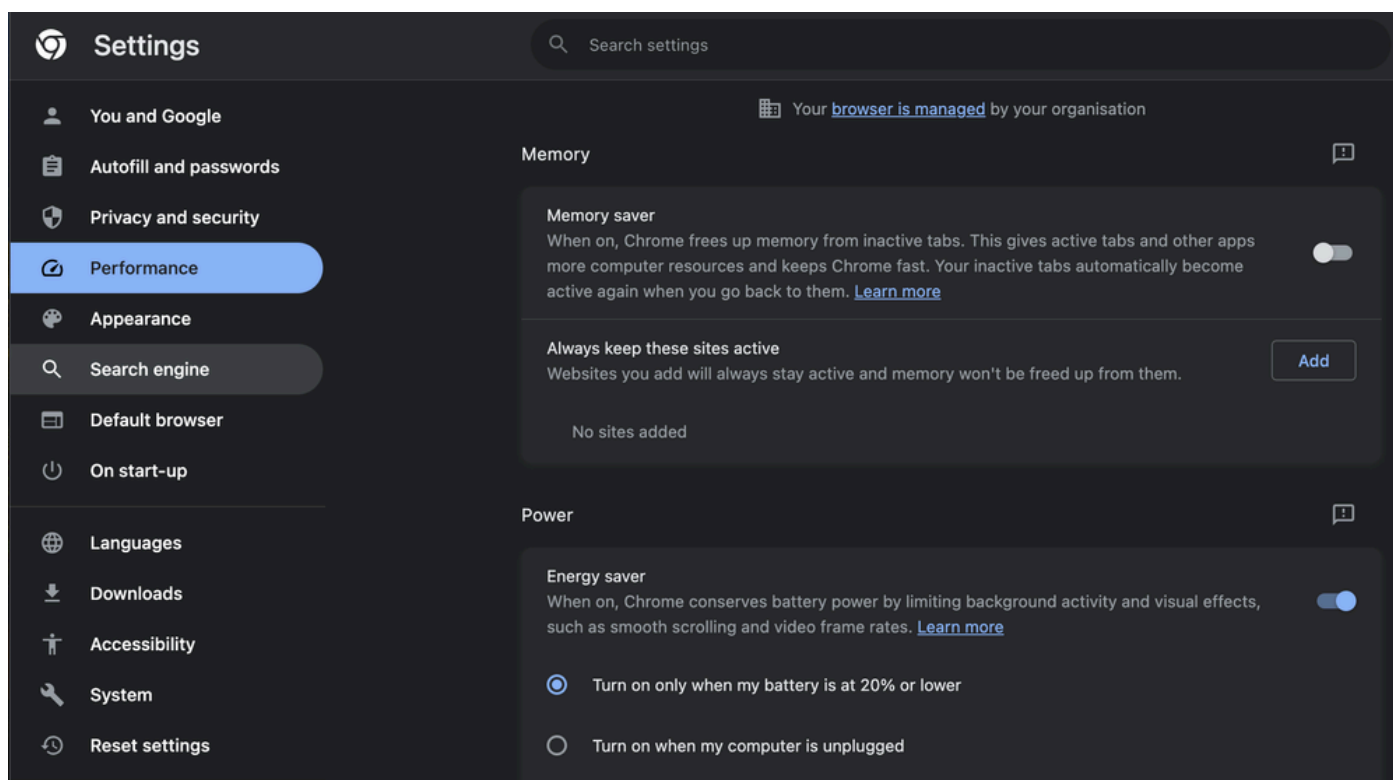 Settings
Search settings
You and Google
Autofill and passwords
Privacy and security
Performance
Appearance
Search engine
Default browser
On start-up
Languages
Downloads
Accessibility
System
Reset settings
Your browser is managed by your organisation
Memory
Memory saver
When on, Chrome frees up memory from inactive tabs. This gives active tabs and other apps
more computer resources and keeps Chrome fast. Your inactive tabs automatically become
active again when you go back to them. Learn more
Always keep these sites active
Websites you add will always stay active and memory won't be freed up from them.
Add
No sites added
Power
Energy saver
When on, Chrome conserves battery power by limiting background activity and visual effects,
such as smooth scrolling and video frame rates. Learn more
Turn on only when my battery is at 20% or lower
Turn on when my computer is unplugged